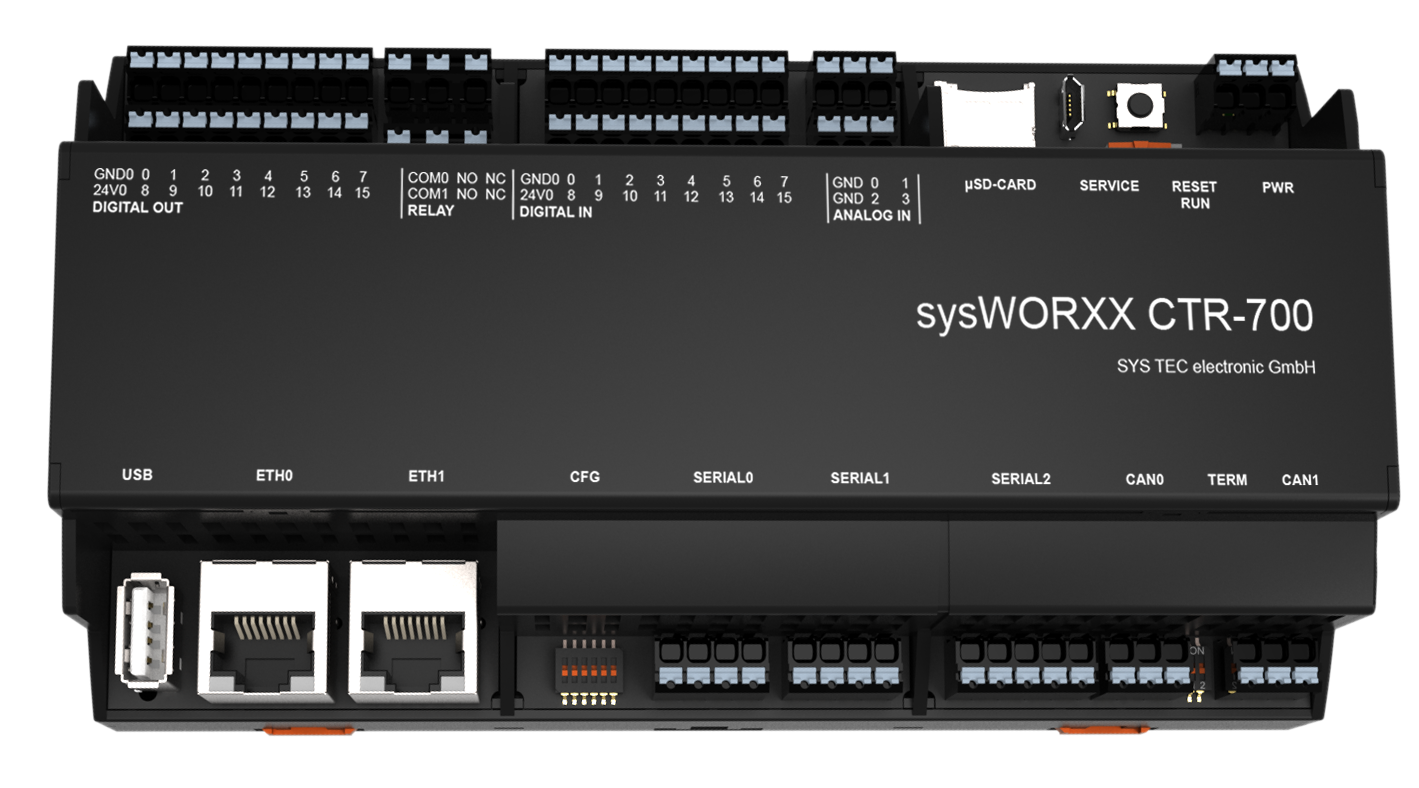 GND0 0 1 2 3 4 5 6 7
24V0 8 9 10 11 12 13 14 15
DIGITAL OUT
COM0 NO NC
COM1 NO NC
RELAY
GND0 0 1 2 3 4 5 6 7
24V0 8 9 10 11 12 13 14 15
DIGITAL IN
GND 0 1
GND 2 3
ANALOG IN
µSD-CARD
SERVICE
RESET
RUN
PWR
sysWORXX CTR-700
SYS TEC electronic GmbH
USB
ETH0
ETH1
CFG
SERIAL0
SERIAL1
SERIAL2
CAN0
TERM
CAN1
ON
2